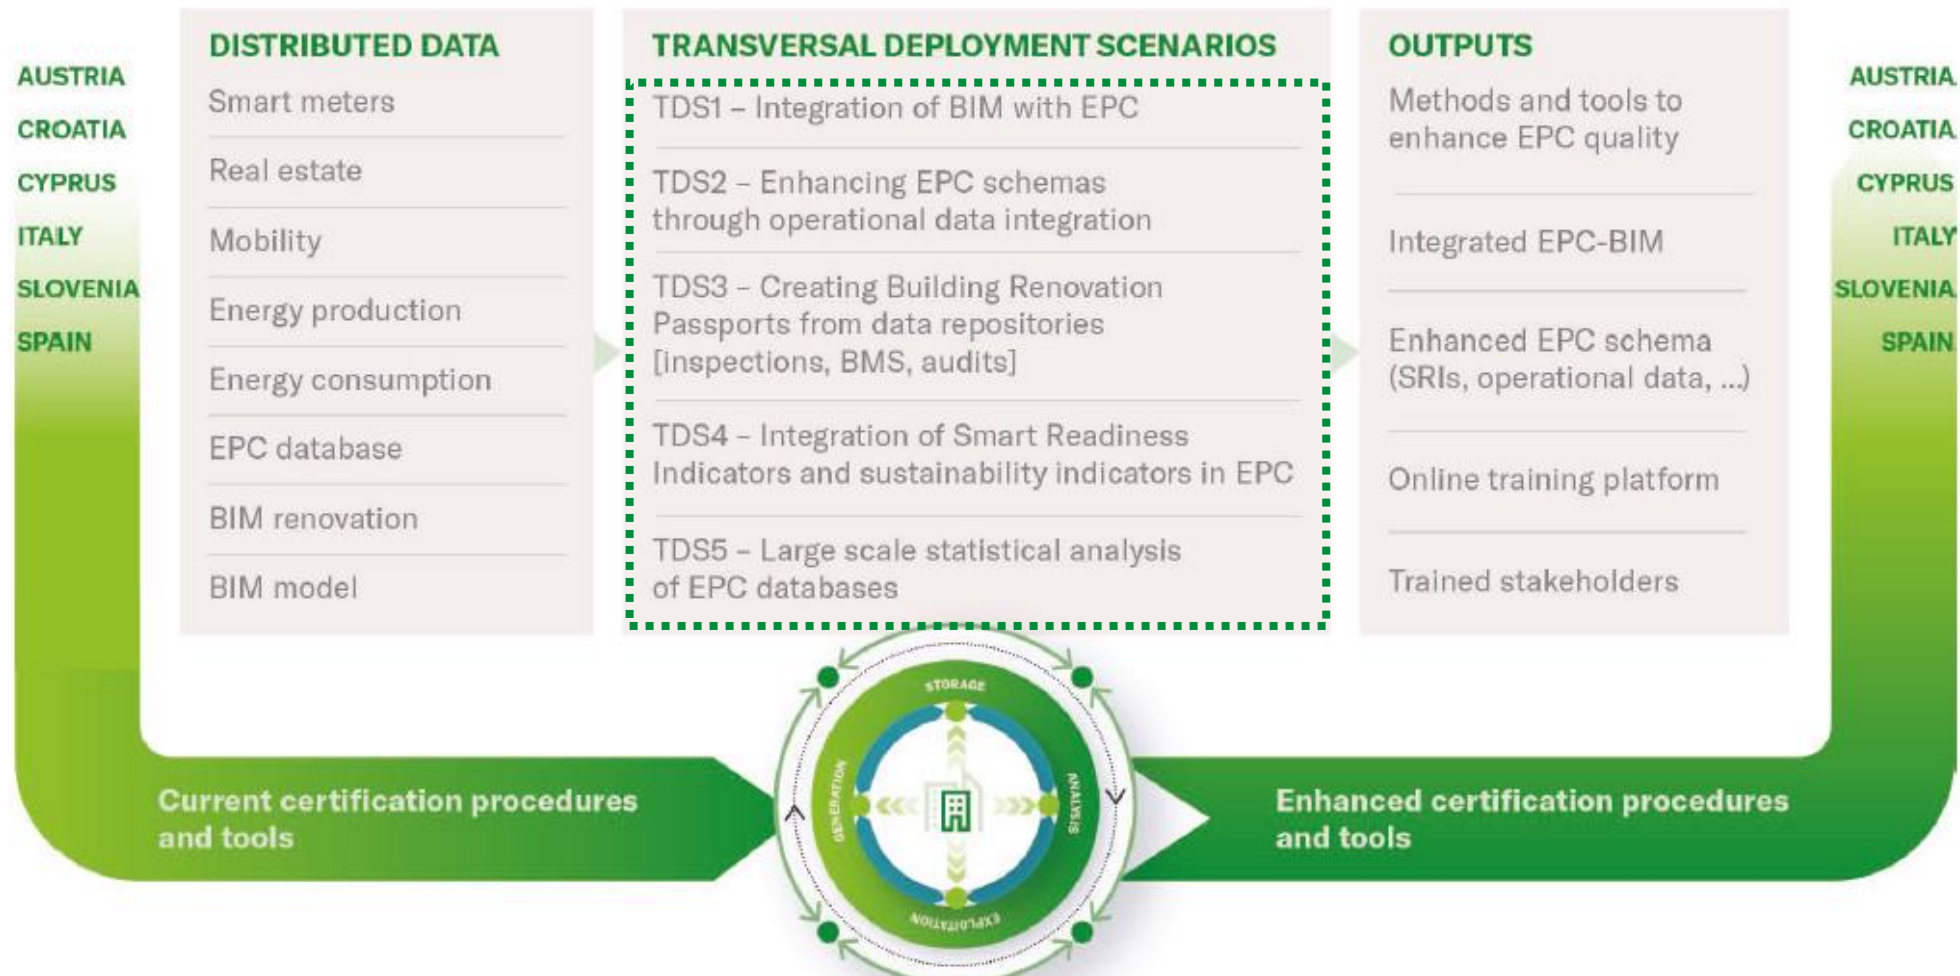 AUSTRIA
CROATIA
CYPRUS
ITALY
SLOVENIA
SPAIN
DISTRIBUTED DATA
Smart meters
Real estate
Mobility
Energy production
Energy consumption
EPC database
BIM renovation
BIM model
TRANSVERSAL DEPLOYMENT SCENARIOS
TDS1 – Integration of BIM with EPC
TDS2 – Enhancing EPC schemas
through operational data integration
TDS3 – Creating Building Renovation
Passports from data repositories
[inspections, BMS, audits]
TDS4 – Integration of Smart Readiness
Indicators and sustainability indicators in EPC
TDS5 – Large scale statistical analysis
of EPC databases
OUTPUTS
Methods and tools to
enhance EPC quality
Integrated EPC-BIM
Enhanced EPC schema
(SRIs, operational data, ...)
Online training platform
Trained stakeholders
AUSTRIA
CROATIA
CYPRUS
ITALY
SLOVENIA
SPAIN
Current certification procedures
and tools
STORAGE
GENERATION
ANALYSIS
EXPLOITATION
Enhanced certification procedures
and tools